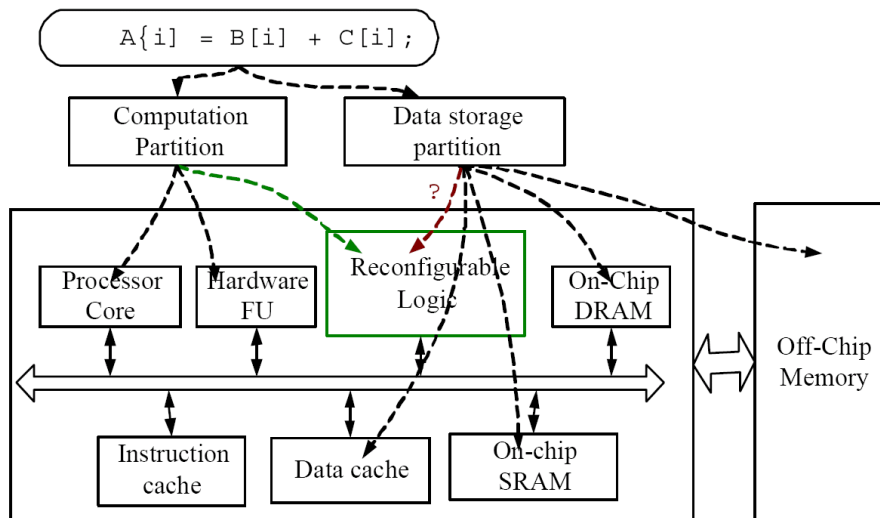 A{i] = B[i] + C[i];
Computation
Partition
Data storage
partition
?
Processor
Core
Hardware
FU
Reconfigurable
Logic
On-Chip
DRAM
Off-Chip
Memory
Instruction
cache
Data cache
On-chip
SRAM